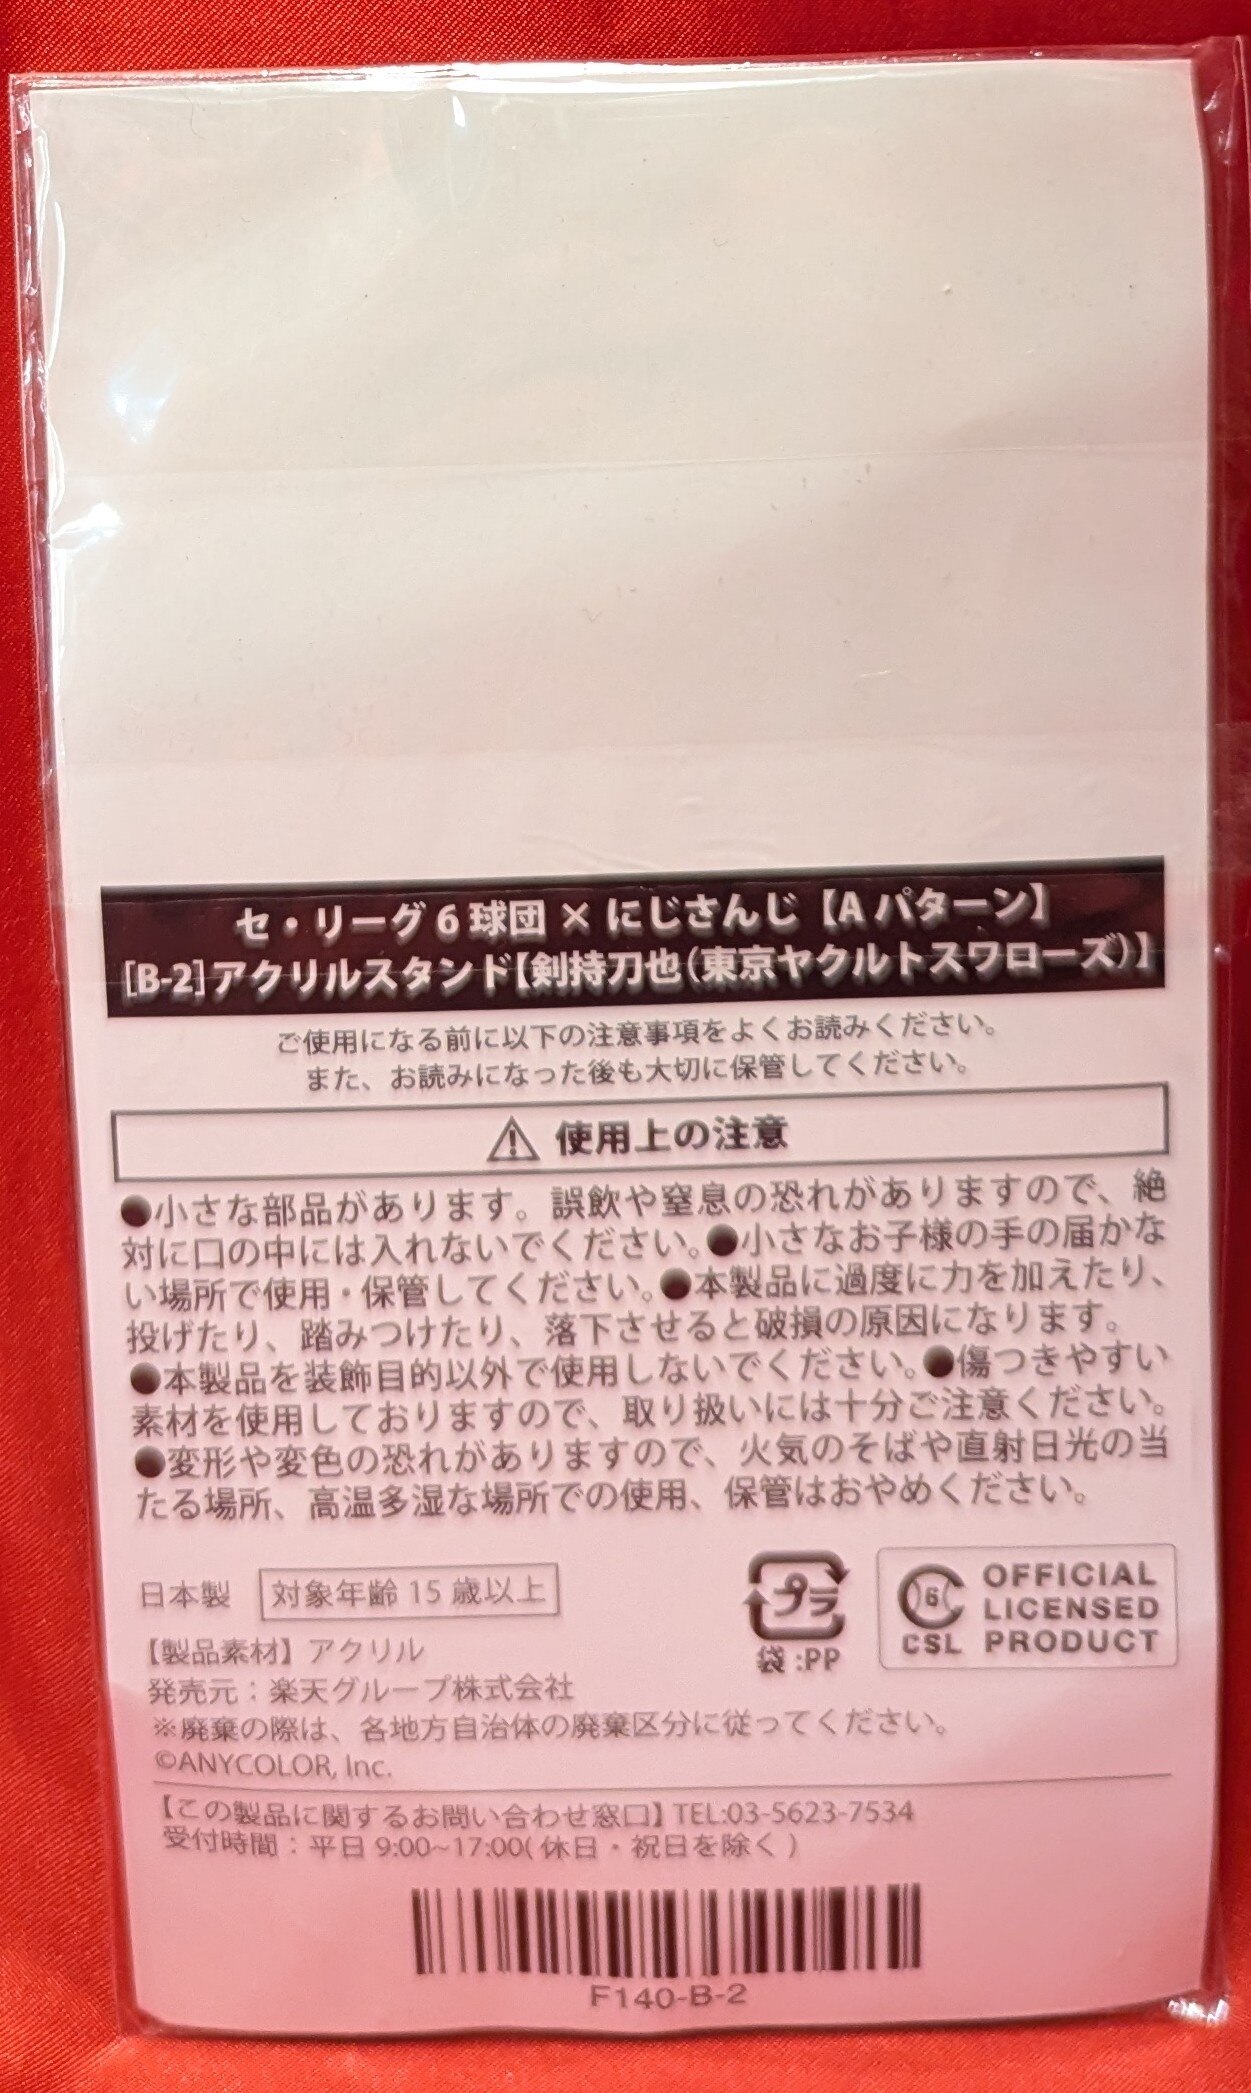 セ・リーグ6球団×にじさんじ【Aパターン】
[B-2]アクリルスタンド【剣持刀也(東京ヤクルトスワローズ)】
ご使用になる前に以下の注意事項をよくお読みください。
また、お読みになった後も大切に保管してください。
使用上の注意
●小さな部品があります。誤飲や窒息の恐れがありますので、絶
対に口の中には入れないでください。●小さなお子様の手の届かな
い場所で使用・保管してください。●本製品に過度に力を加えたり、
投げたり、踏みつけたり、落下させると破損の原因になります。
●本製品を装飾目的以外で使用しないでください。●傷つきやすい
素材を使用しておりますので、取り扱いには十分ご注意ください。
●変形や変色の恐れがありますので、火気のそばや直射日光の当
たる場所、高温多湿な場所での使用、保管はおやめください。
日本製 対象年齢 15 歳以上
【製品素材】アクリル
発売元：楽天グループ株式会社
※廃棄の際は、各地方自治体の廃棄区分に従ってください。
©ANYCOLOR, Inc.
プラ
袋:PP
6
CSL
OFFICIAL
LICENSED
PRODUCT
【この製品に関するお問い合わせ窓口】TEL:03-5623-7534
受付時間：平日 9:00~17:00( 休日・祝日を除く )
F140-B-2